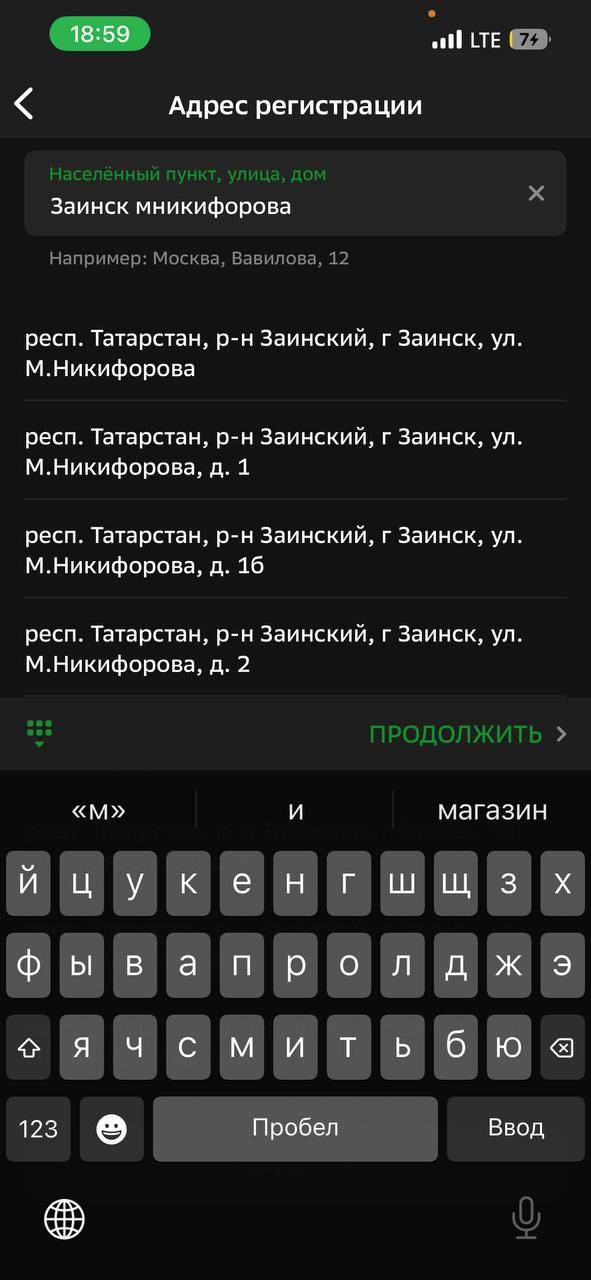 18:59
LTE 7
Адрес регистрации
Населённый пункт, улица, дом
Заинск мникифорова
Например: Москва, Вавилова, 12
респ. Татарстан, р-н Заинский, г Заинск, ул.
М.Никифорова
респ. Татарстан, р-н Заинский, г Заинск, ул.
М.Никифорова, д. 1
респ. Татарстан, р-н Заинский, г Заинск, ул.
М.Никифорова, д. 1б
респ. Татарстан, р-н Заинский, г Заинск, ул.
М.Никифорова, д. 2
ПРОДОЛЖИТЬ
«м» и магазин
й ц у к е н г ш щ з х
ф ы в а п р о л д ж э
я ч с м и т ь б ю
123 Пробел Ввод